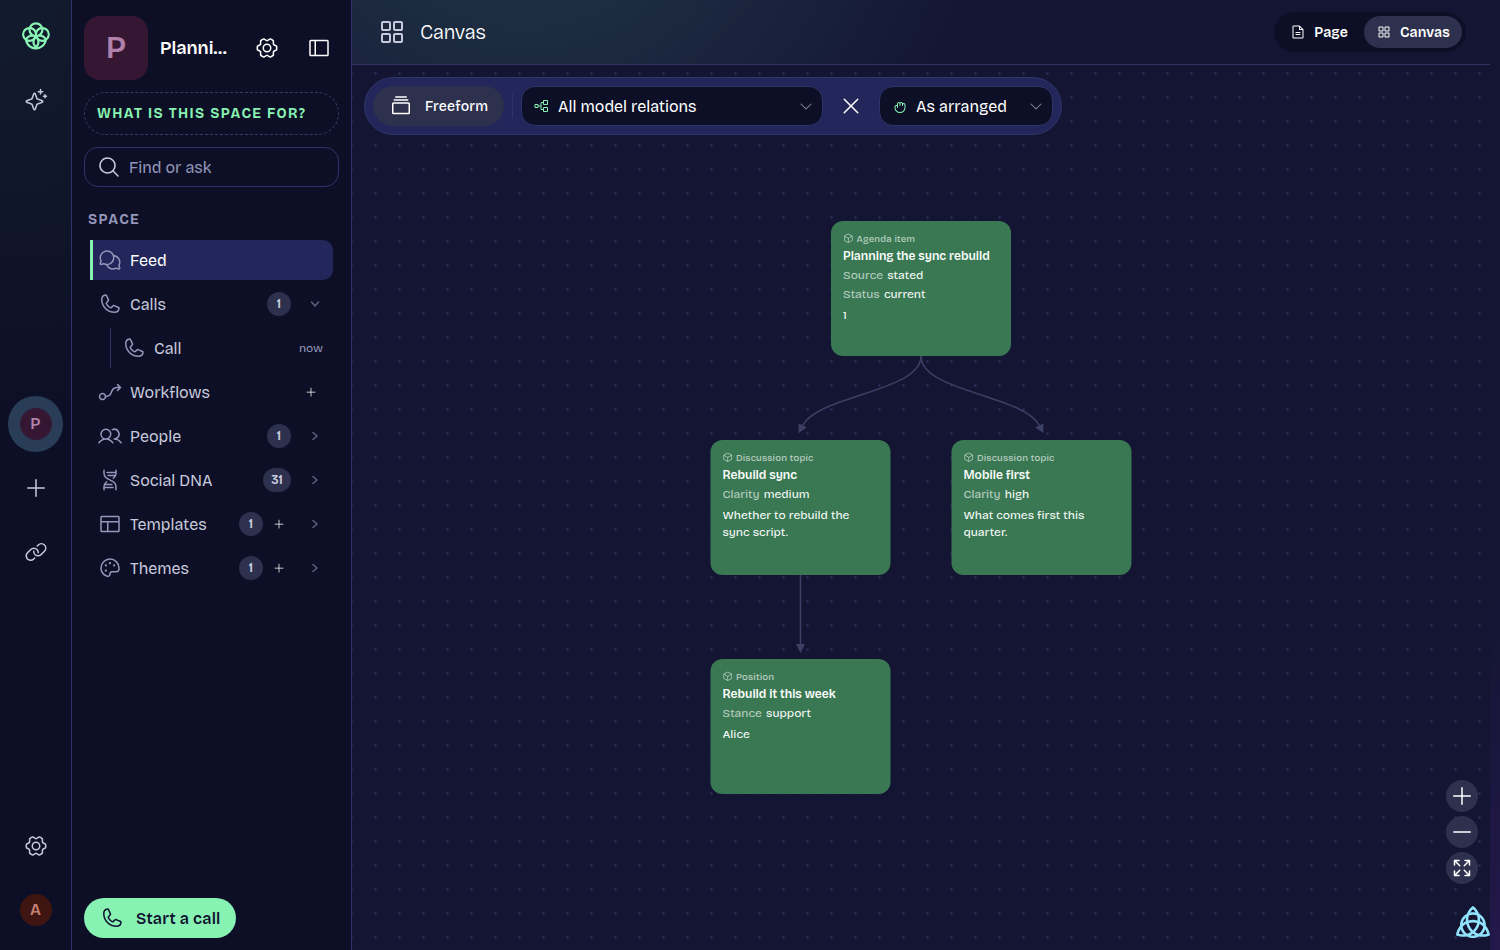 P
Planni...
WHAT IS THIS SPACE FOR?
Find or ask
SPACE
Feed
Calls 1
Call now
Workflows
P
People 1
Social DNA 31
Templates 1
Themes 1
A
Start a call
Canvas
Page
Canvas
Freeform
All model relations
As arranged
Agenda item
Planning the sync rebuild
Source stated
Status current
1
Discussion topic
Rebuild sync
Clarity medium
Whether to rebuild the
sync script.
Discussion topic
Mobile first
Clarity high
What comes first this
quarter.
Position
Rebuild it this week
Stance support
Alice